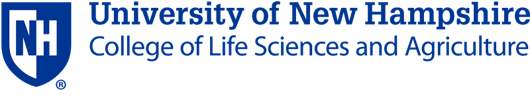 NH
University of New Hampshire
College of Life Sciences and Agriculture
®